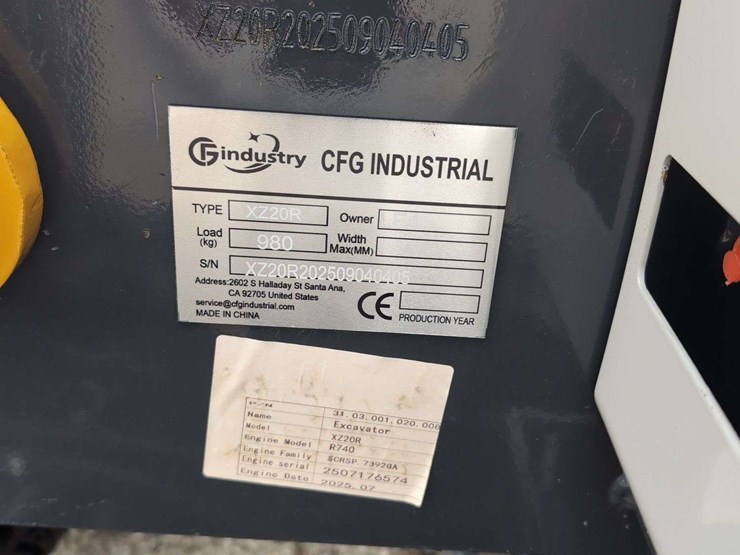 XZ20R202509040405
CFG industry CFG INDUSTRIAL
TYPE XZ20R Owner
Load (kg) 980 Width Max(MM)
S/N XZ20R202509040405
Address:2602 S Halladay St Santa Ana,
CA 92705 United States
service@cfgindustrial.com
MADE IN CHINA
CE PRODUCTION YEAR
31.03.001.020.008
Name Excavator
Model XZ20R
Engine Model R740
Engine Family
Engine serial 2507176574
Engine Date 2025.07